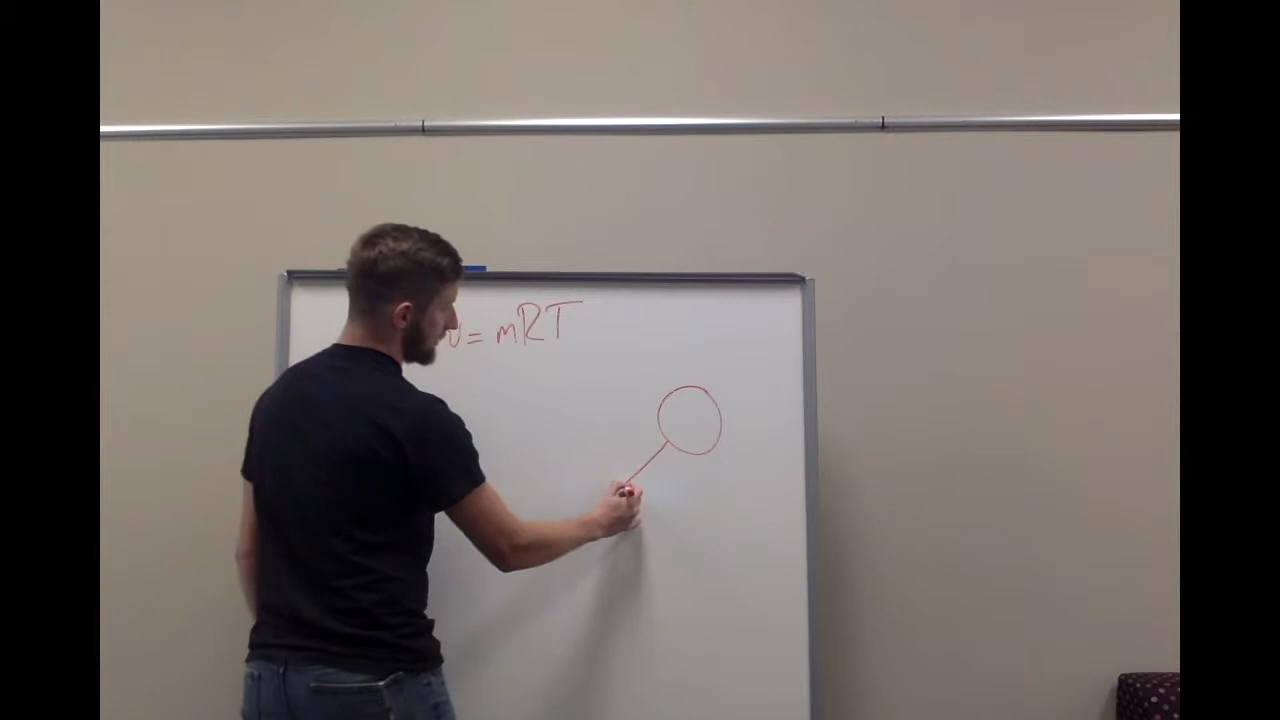 v = mRT